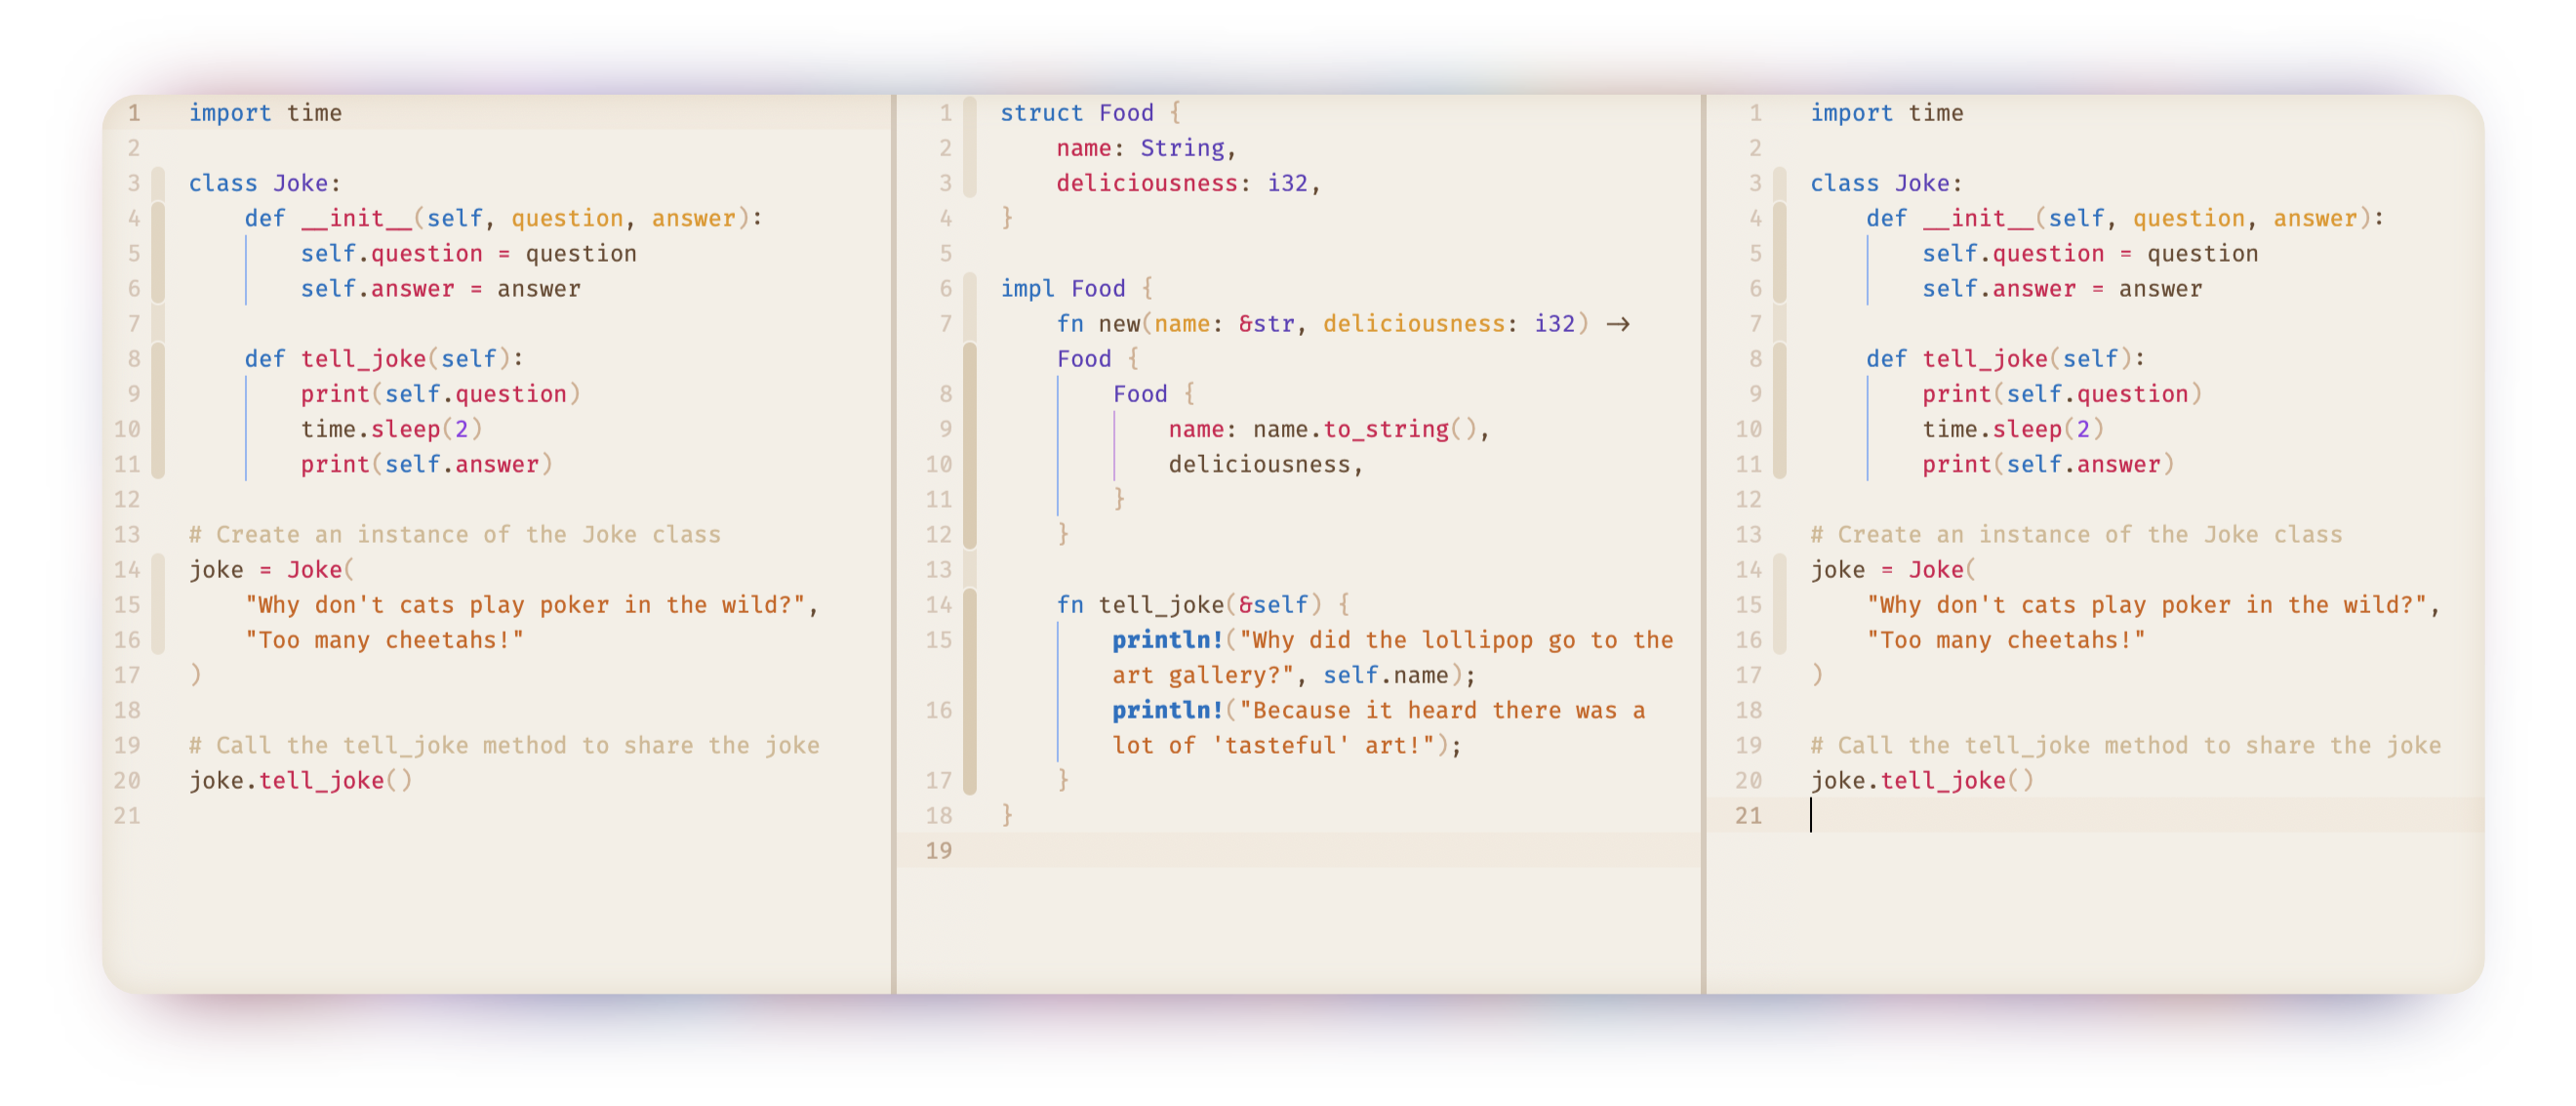 1 import time
2
3 class Joke:
4     def __init__(self, question, answer):
5         self.question = question
6         self.answer = answer
7
8     def tell_joke(self):
9         print(self.question)
10         time.sleep(2)
11         print(self.answer)
12
13 # Create an instance of the Joke class
14 joke = Joke(
15     "Why don't cats play poker in the wild?",
16     "Too many cheetahs!"
17 )
18
19 # Call the tell_joke method to share the joke
20 joke.tell_joke()
21
1 struct Food {
2     name: String,
3     deliciousness: i32,
4 }
5
6 impl Food {
7     fn new(name: &str, deliciousness: i32) →
    Food {
8         Food {
9             name: name.to_string(),
10             deliciousness,
11         }
12     }
13
14     fn tell_joke(&self) {
15         println!("Why did the lollipop go to the
        art gallery?", self.name);
16         println!("Because it heard there was a
        lot of 'tasteful' art!");
17     }
18 }
19
1 import time
2
3 class Joke:
4     def __init__(self, question, answer):
5         self.question = question
6         self.answer = answer
7
8     def tell_joke(self):
9         print(self.question)
10         time.sleep(2)
11         print(self.answer)
12
13 # Create an instance of the Joke class
14 joke = Joke(
15     "Why don't cats play poker in the wild?",
16     "Too many cheetahs!"
17 )
18
19 # Call the tell_joke method to share the joke
20 joke.tell_joke()
21